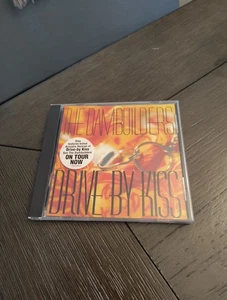 THE DAMBUILDERS
Drive By Kiss
ON TOUR
NOW
DRIVE BY KISS